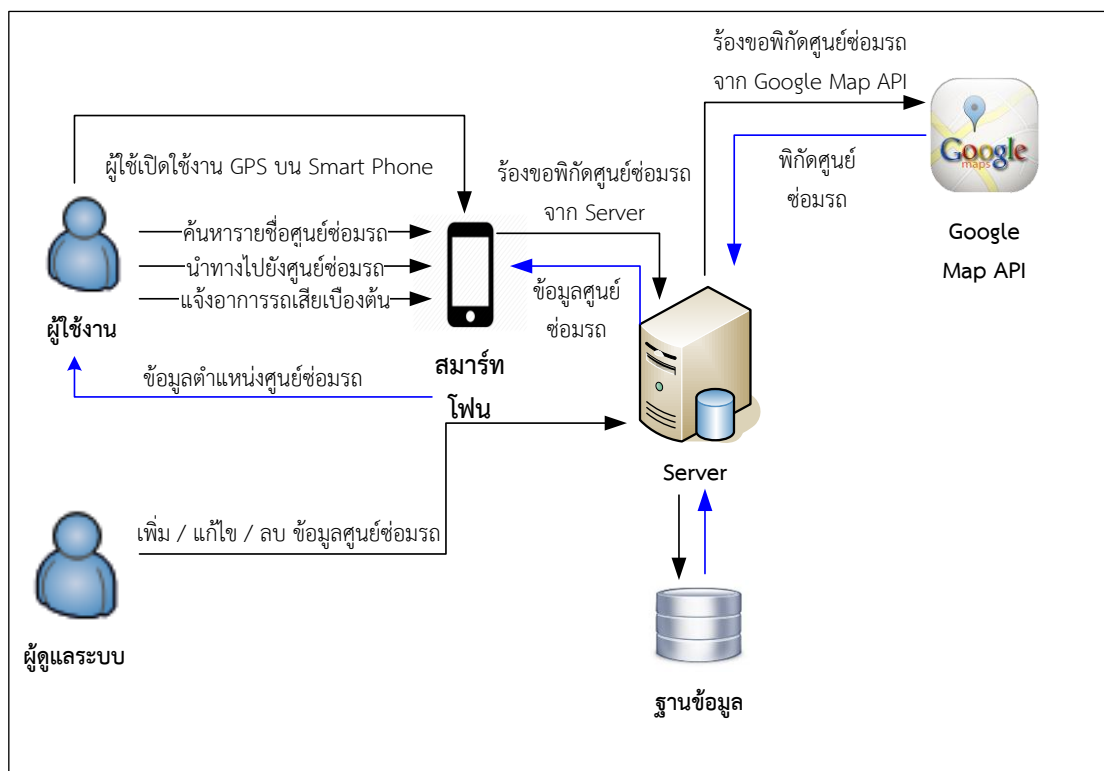 ร้องขอพิกัดศูนย์ซ่อมรถ
จาก Google Map API
ผู้ใช้เปิดใช้งาน GPS บน Smart Phone
ร้องขอพิกัดศูนย์ซ่อมรถ
จาก Server
พิกัดศูนย์
ซ่อมรถ
Google
maps
Google
Map API
ค้นหารายชื่อศูนย์ซ่อมรถ
นำทางไปยังศูนย์ซ่อมรถ
แจ้งอาการรถเสียเบื้องต้น
ผู้ใช้งาน
ข้อมูลศูนย์
ซ่อมรถ
สมาร์ท
โฟน
ข้อมูลตำแหน่งศูนย์ซ่อมรถ
Server
เพิ่ม / แก้ไข / ลบ ข้อมูลศูนย์ซ่อมรถ
ผู้ดูแลระบบ
ฐานข้อมูล